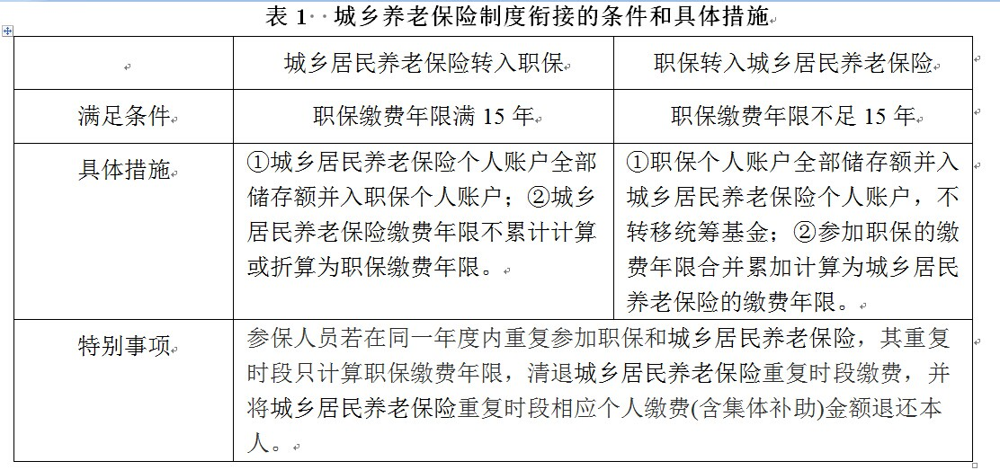 表 1 城乡养老保险制度衔接的条件和具体措施
城乡居民养老保险转入职保
职保转入城乡居民养老保险
满足条件
职保缴费年限满 15 年
职保缴费年限不足 15 年
具体措施
①城乡居民养老保险个人账户全部
储存额并入职保个人账户；②城乡
居民养老保险缴费年限不累计计算
或折算为职保缴费年限。
①职保个人账户全部储存额并入
城乡居民养老保险个人账户，不
转移统筹基金；②参加职保的缴
费年限合并累加计算为城乡居民
养老保险的缴费年限。
特别事项
参保人员若在同一年度内重复参加职保和城乡居民养老保险，其重复
时段只计算职保缴费年限，清退城乡居民养老保险重复时段缴费，并
将城乡居民养老保险重复时段相应个人缴费(含集体补助)金额退还本
人。